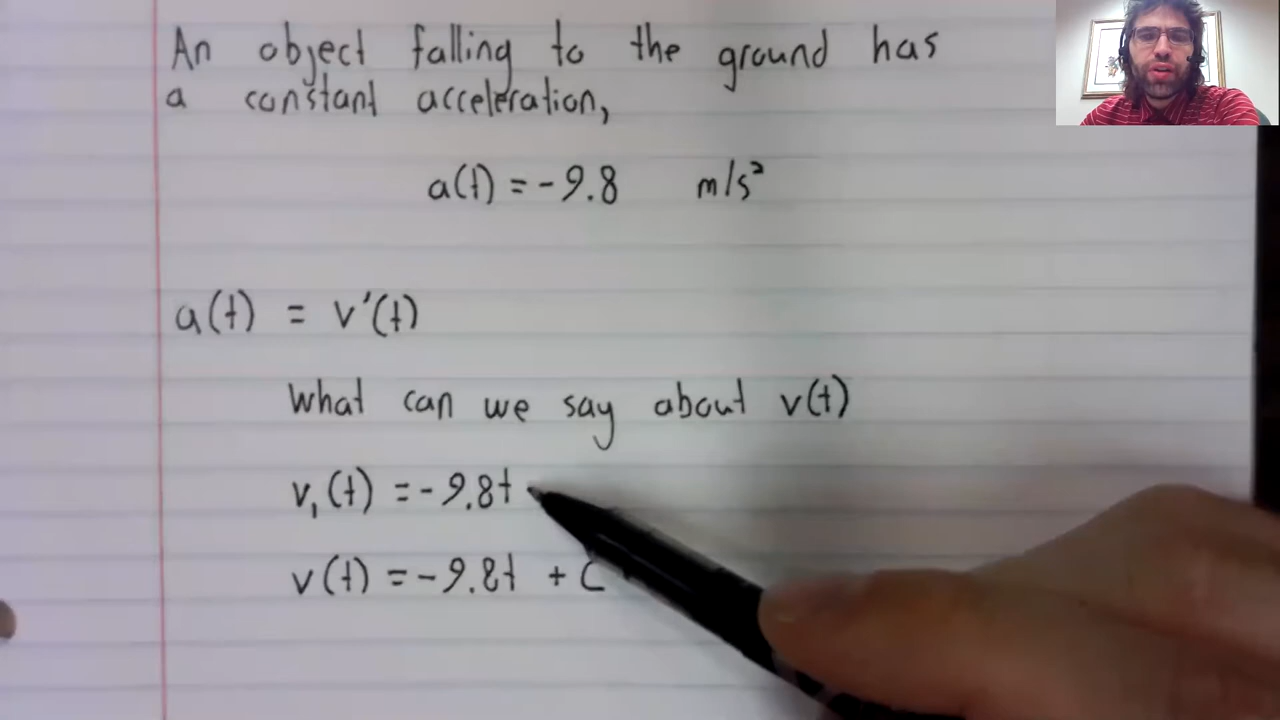 An object falling to the ground has
a constant acceleration,
a(t) = -9.8 m/s²
a(t) = v'(t)
What can we say about v(t)
v₁(t) = -9.8t
v(t) = -9.8t + C